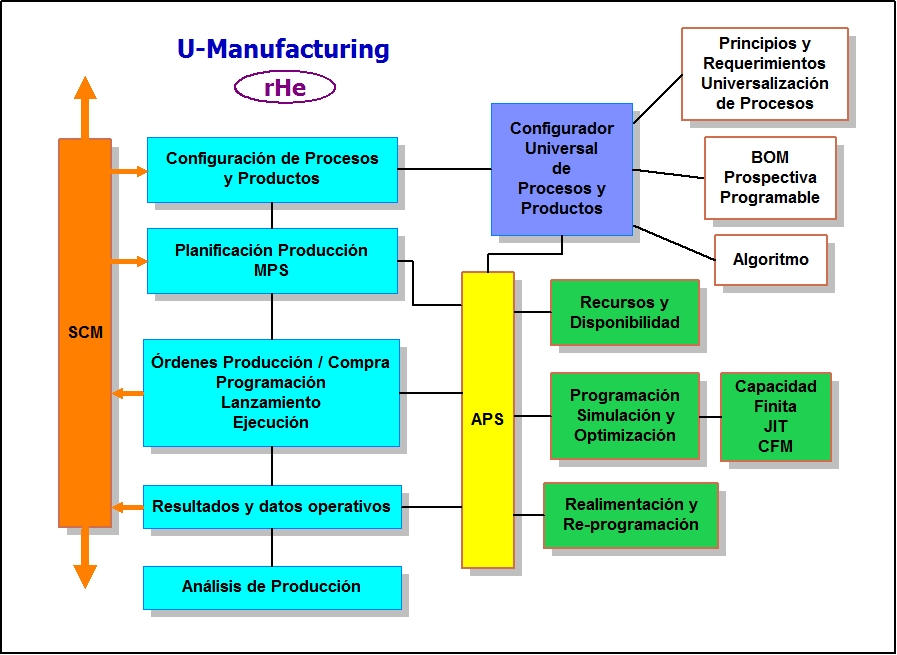 U-Manufacturing
rHe
SCM
Configuración de Procesos
y Productos
Planificación Producción
MPS
Órdenes Producción / Compra
Programación
Lanzamiento
Ejecución
Resultados y datos operativos
Análisis de Producción
Configurador
Universal
de
Procesos y
Productos
Principios y
Requerimientos
Universalización
de Procesos
BOM
Prospectiva
Programable
Algoritmo
APS
Recursos y
Disponibilidad
Programación
Simulación y
Optimización
Capacidad
Finita
JIT
CFM
Realimentación y
Re-programación